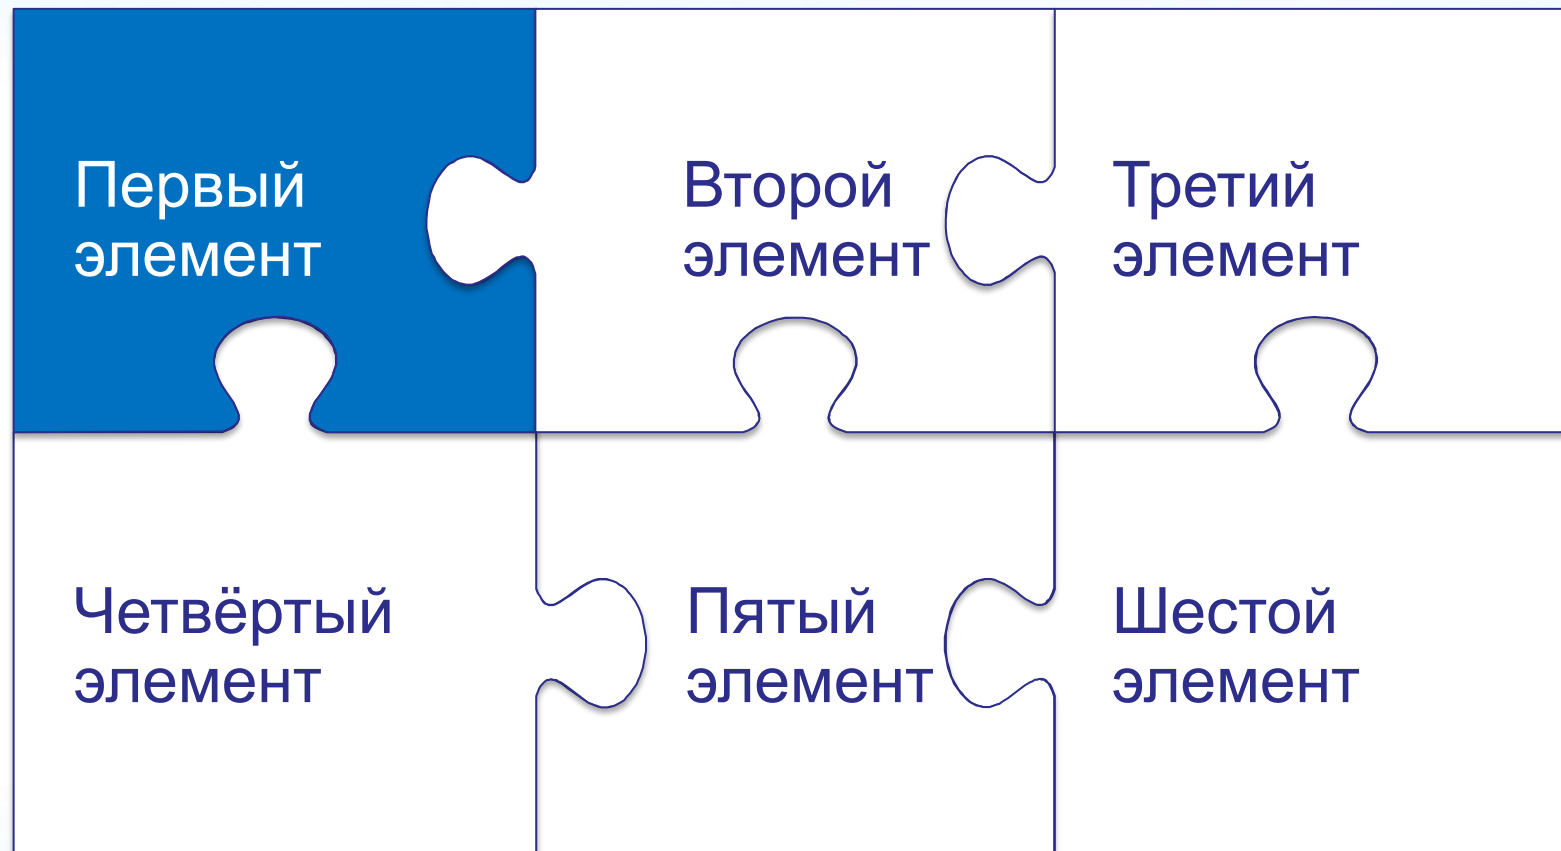 Первый
элемент
Второй
элемент
Третий
элемент
Четвёртый
элемент
Пятый
элемент
Шестой
элемент